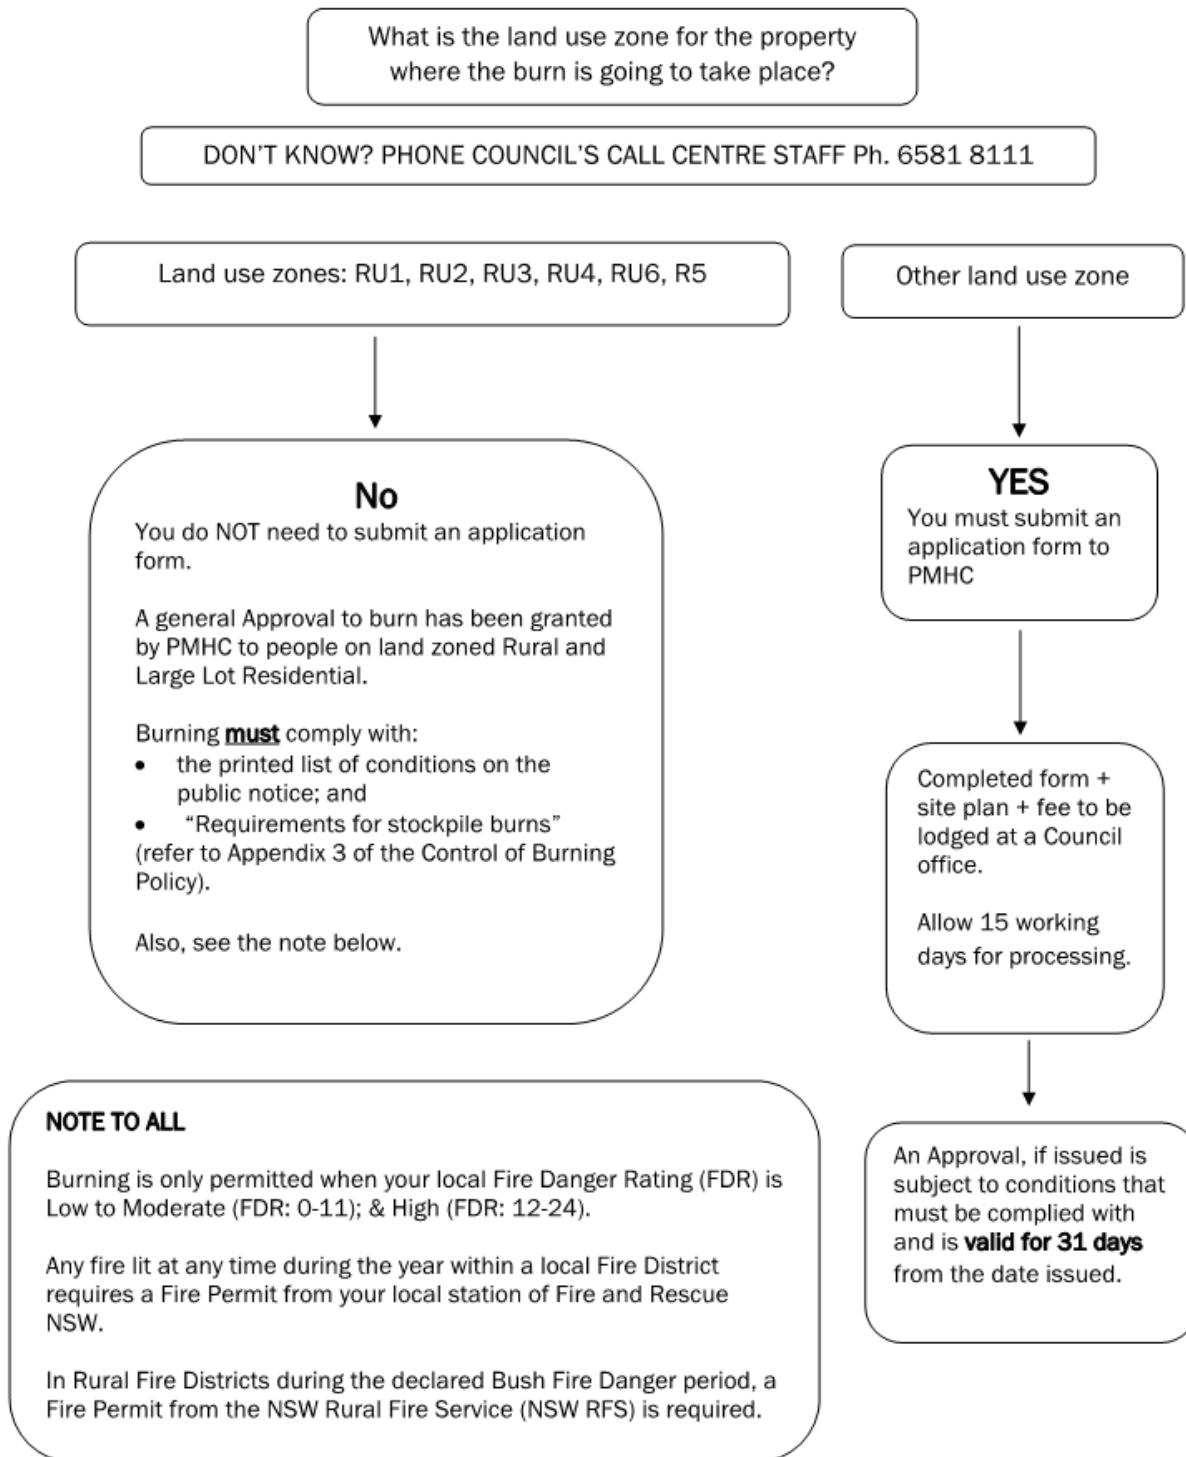 What is the land use zone for the property
where the burn is going to take place?
DON'T KNOW? PHONE COUNCIL'S CALL CENTRE STAFF Ph. 6581 8111
Land use zones: RU1, RU2, RU3, RU4, RU6, R5
No
You do NOT need to submit an application
form.
A general Approval to burn has been granted
by PMHC to people on land zoned Rural and
Large Lot Residential.
Burning must comply with:
• the printed list of conditions on the
public notice; and
• “Requirements for stockpile burns”
(refer to Appendix 3 of the Control of Burning
Policy).
Also, see the note below.
Other land use zone
YES
You must submit an
application form to
PMHC
Completed form +
site plan + fee to be
lodged at a Council
office.
Allow 15 working
days for processing.
An Approval, if issued is
subject to conditions that
must be complied with
and is valid for 31 days
from the date issued.
NOTE TO ALL
Burning is only permitted when your local Fire Danger Rating (FDR) is
Low to Moderate (FDR: 0-11); & High (FDR: 12-24).
Any fire lit at any time during the year within a local Fire District
requires a Fire Permit from your local station of Fire and Rescue
NSW.
In Rural Fire Districts during the declared Bush Fire Danger period, a
Fire Permit from the NSW Rural Fire Service (NSW RFS) is required.